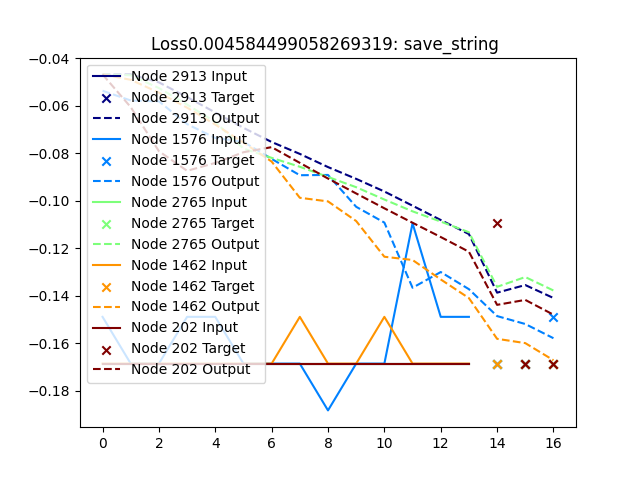 Loss0.004584499058269319: save_string
−0.04
−0.06
−0.08
−0.10
−0.12
−0.14
−0.16
−0.18
Node 2913 Input
Node 2913 Target
Node 2913 Output
Node 1576 Input
Node 1576 Target
Node 1576 Output
Node 2765 Input
Node 2765 Target
Node 2765 Output
Node 1462 Input
Node 1462 Target
Node 1462 Output
Node 202 Input
Node 202 Target
Node 202 Output
0 2 4 6 8 10 12 14 16